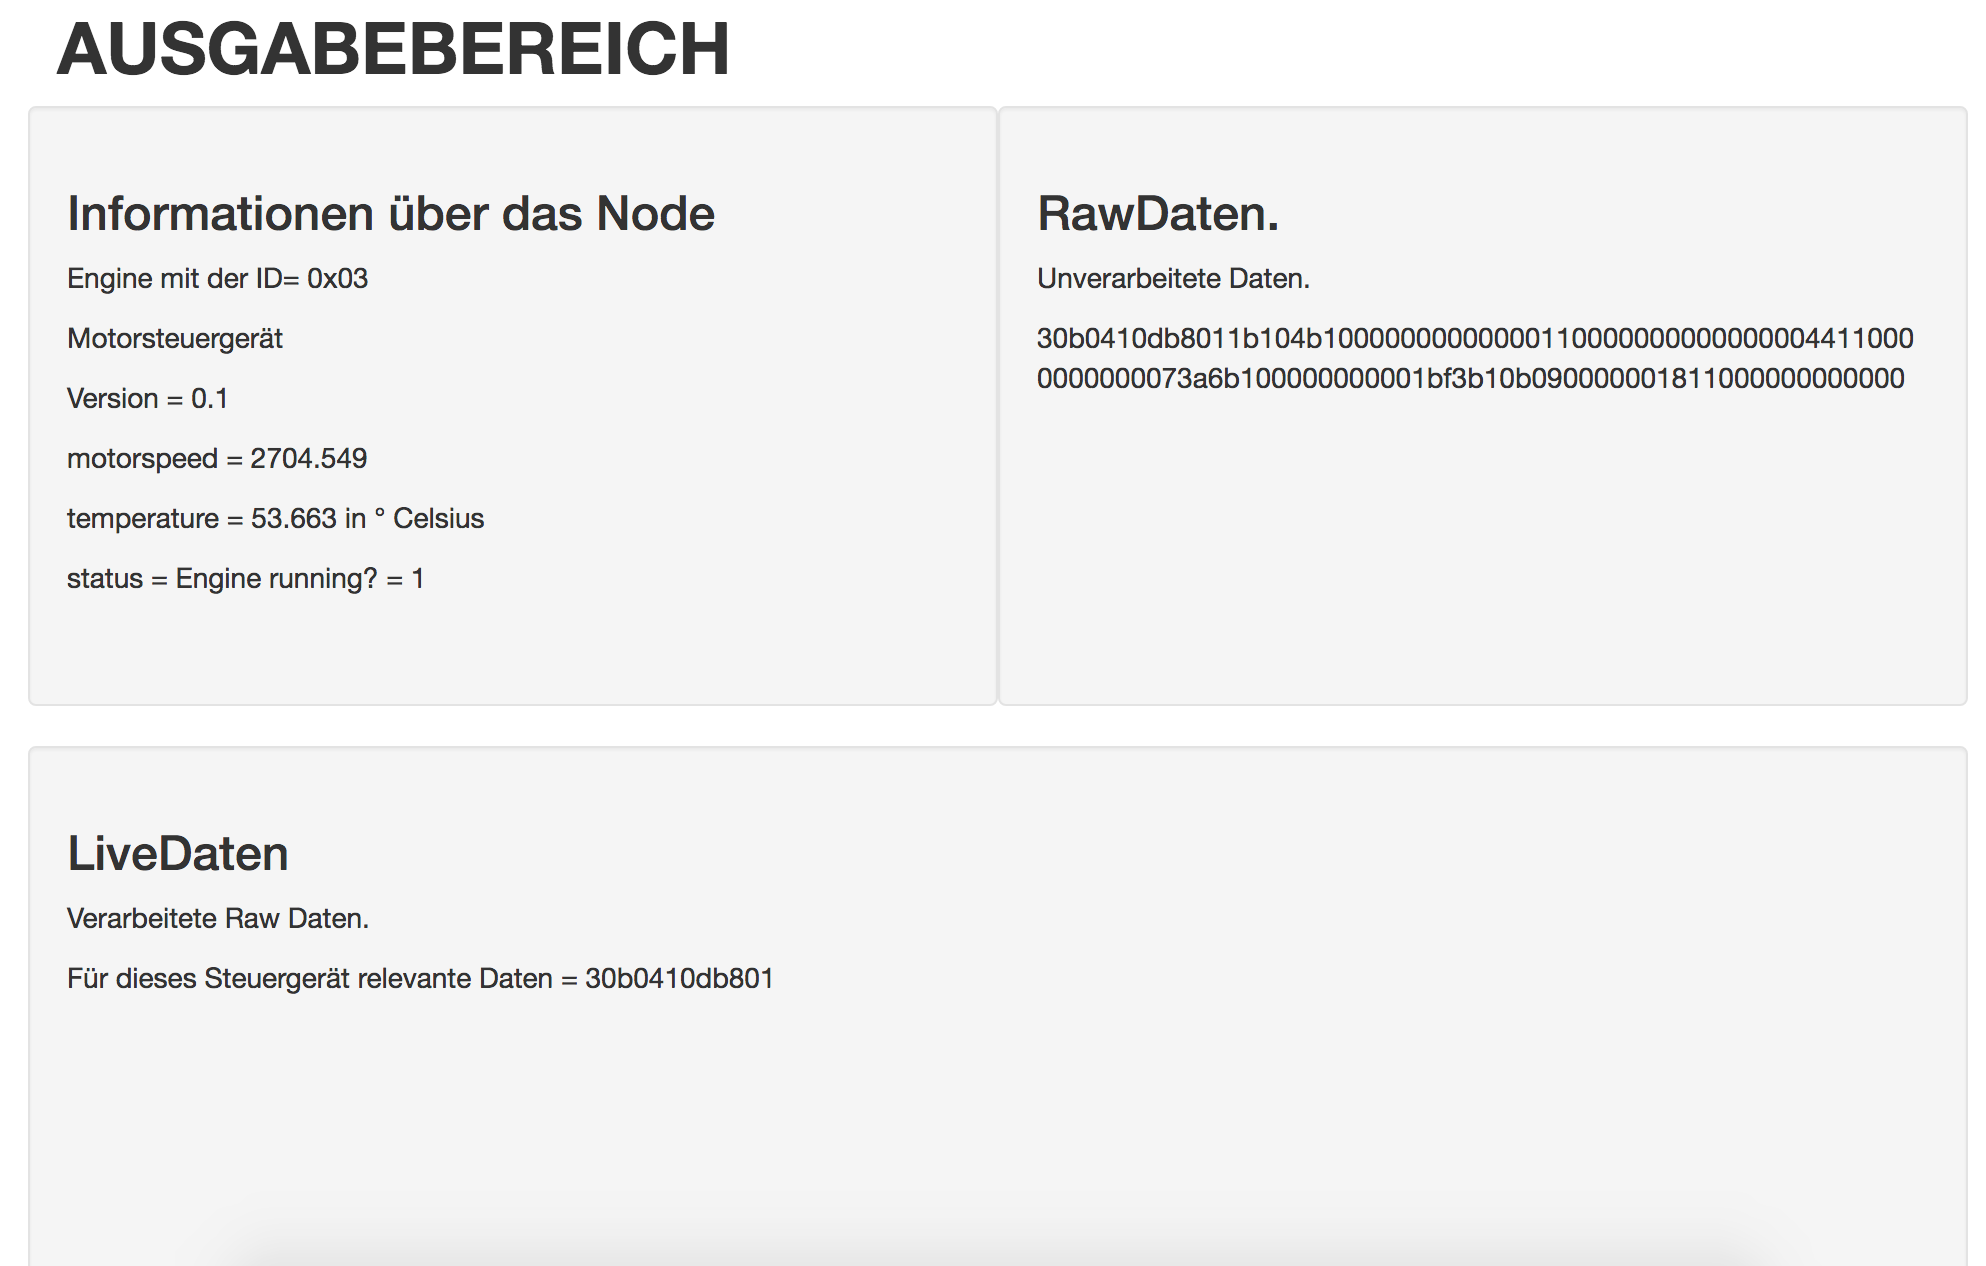 AUSGABEBEREICH
Informationen über das Node
Engine mit der ID= 0x03
Motorsteuergerät
Version = 0.1
motorspeed = 2704.549
temperature = 53.663 in ° Celsius
status = Engine running? = 1
RawDaten.
Unverarbeitete Daten.
30b0410db8011b104b10000000000000110000000000000004411000
0000000073a6b100000000001bf3b10b0900000001811000000000000
LiveDaten
Verarbeitete Raw Daten.
Für dieses Steuergerät relevante Daten = 30b0410db801